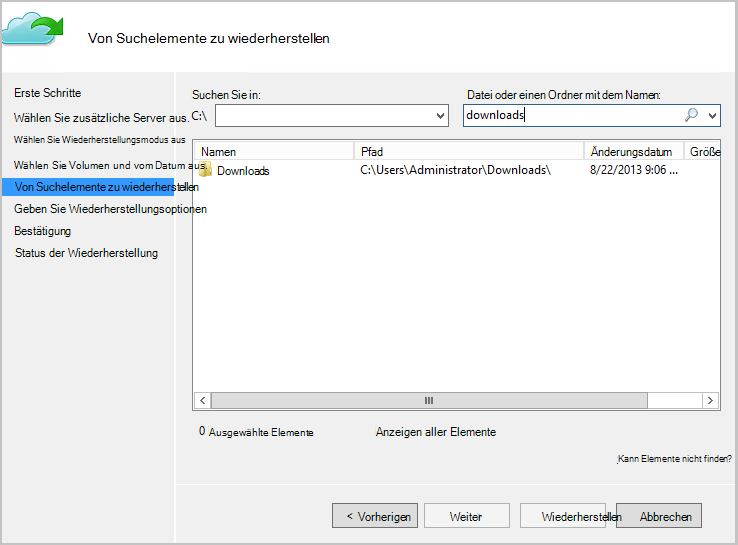 Von Suchelemente zu wiederherstellen
Erste Schritte
Wählen Sie zusätzliche Server aus.
Wählen Sie Wiederherstellungsmodus aus
Wählen Sie Volumen und vom Datum aus.
Von Suchelemente zu wiederherstellen
Geben Sie Wiederherstellungsoptionen
Bestätigung
Status der Wiederherstellung
Suchen Sie in:
C:\
Datei oder einen Ordner mit dem Namen:
downloads
Namen Pfad Änderungsdatum Größe
Downloads C:\Users\Administrator\Downloads\ 8/22/2013 9:06 ...
0 Ausgewählte Elemente Anzeigen aller Elemente
Kann Elemente nicht finden?
< Vorherigen Weiter Wiederherstellen Abbrechen